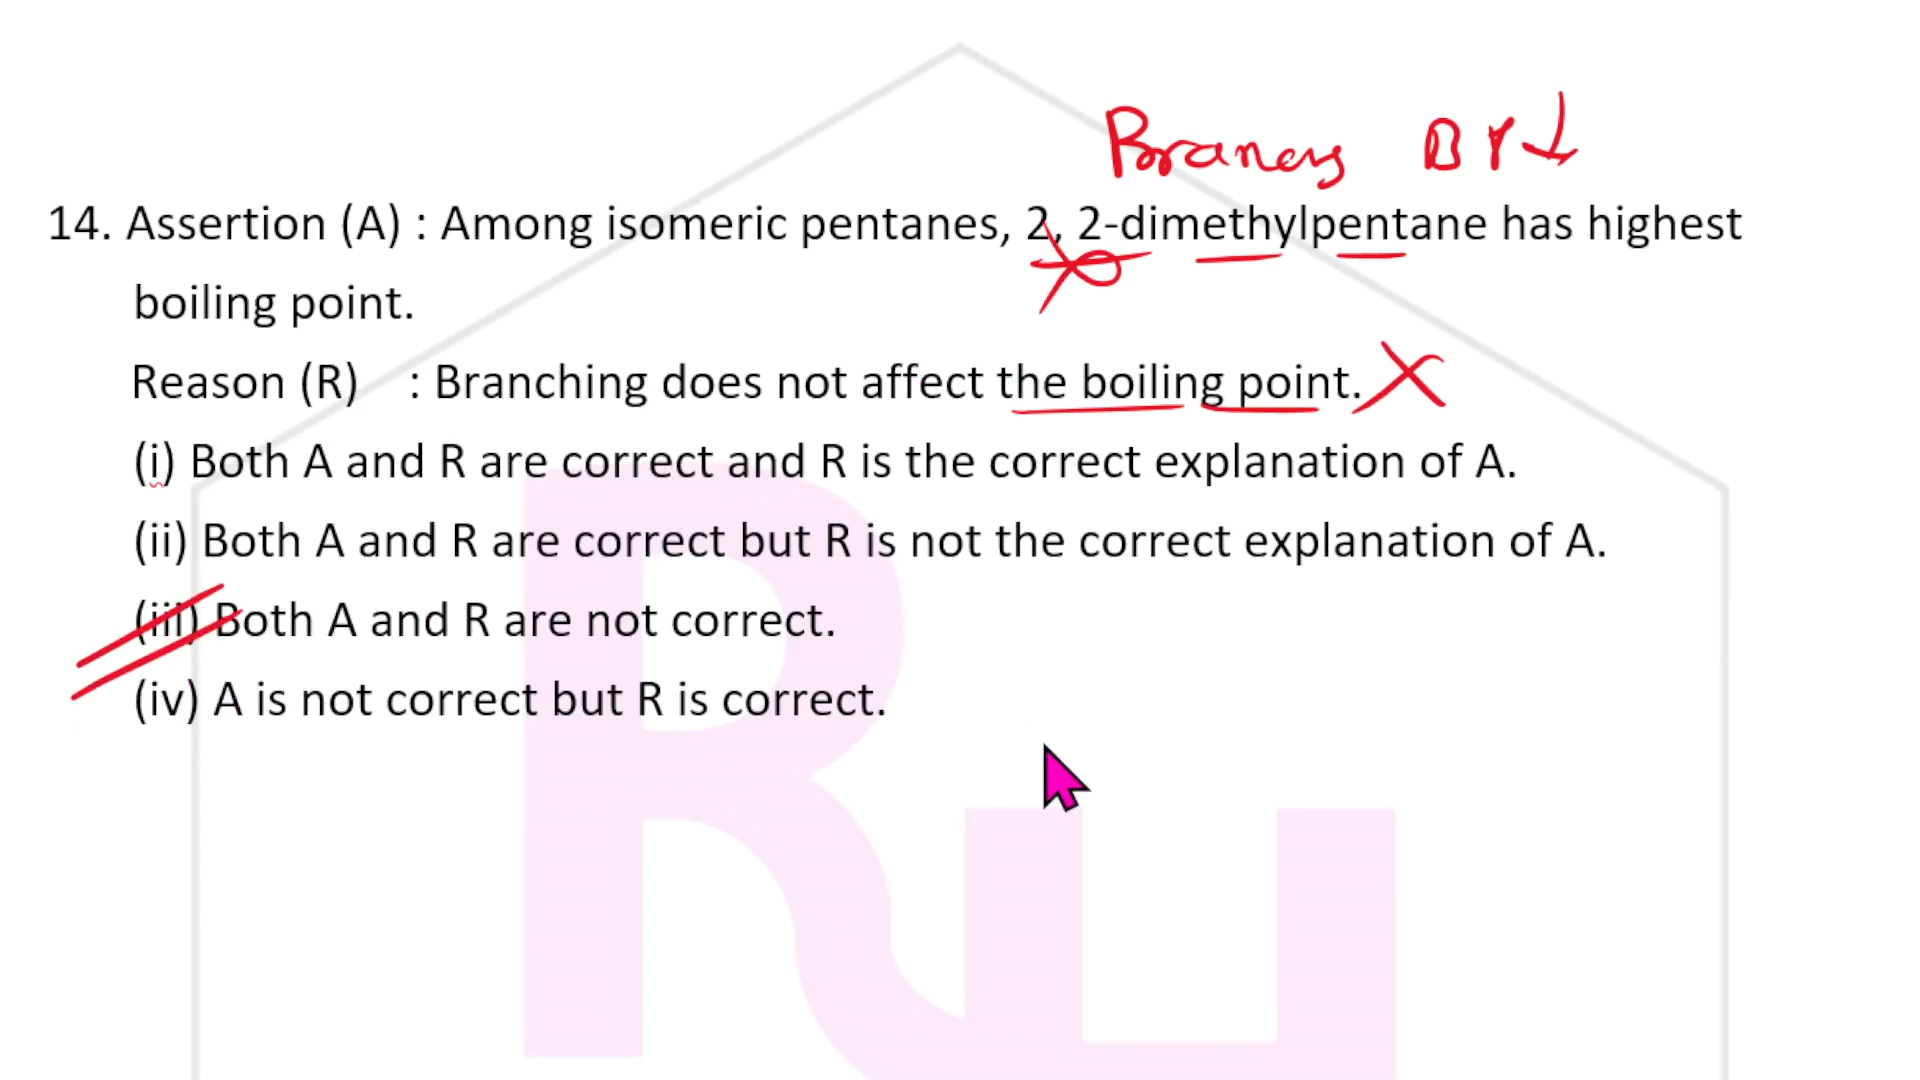 Branchg BP↓
14. Assertion (A) : Among isomeric pentanes, 2, 2-dimethylpentane has highest
boiling point.
Reason (R) : Branching does not affect the boiling point.
(i) Both A and R are correct and R is the correct explanation of A.
(ii) Both A and R are correct but R is not the correct explanation of A.
(iii) Both A and R are not correct.
(iv) A is not correct but R is correct.